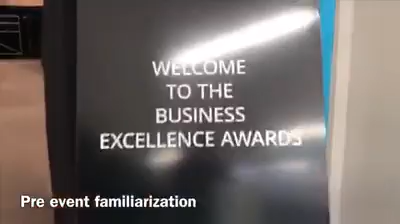 WELCOME
TO THE
BUSINESS
EXCELLENCE AWARDS
Pre event familiarization